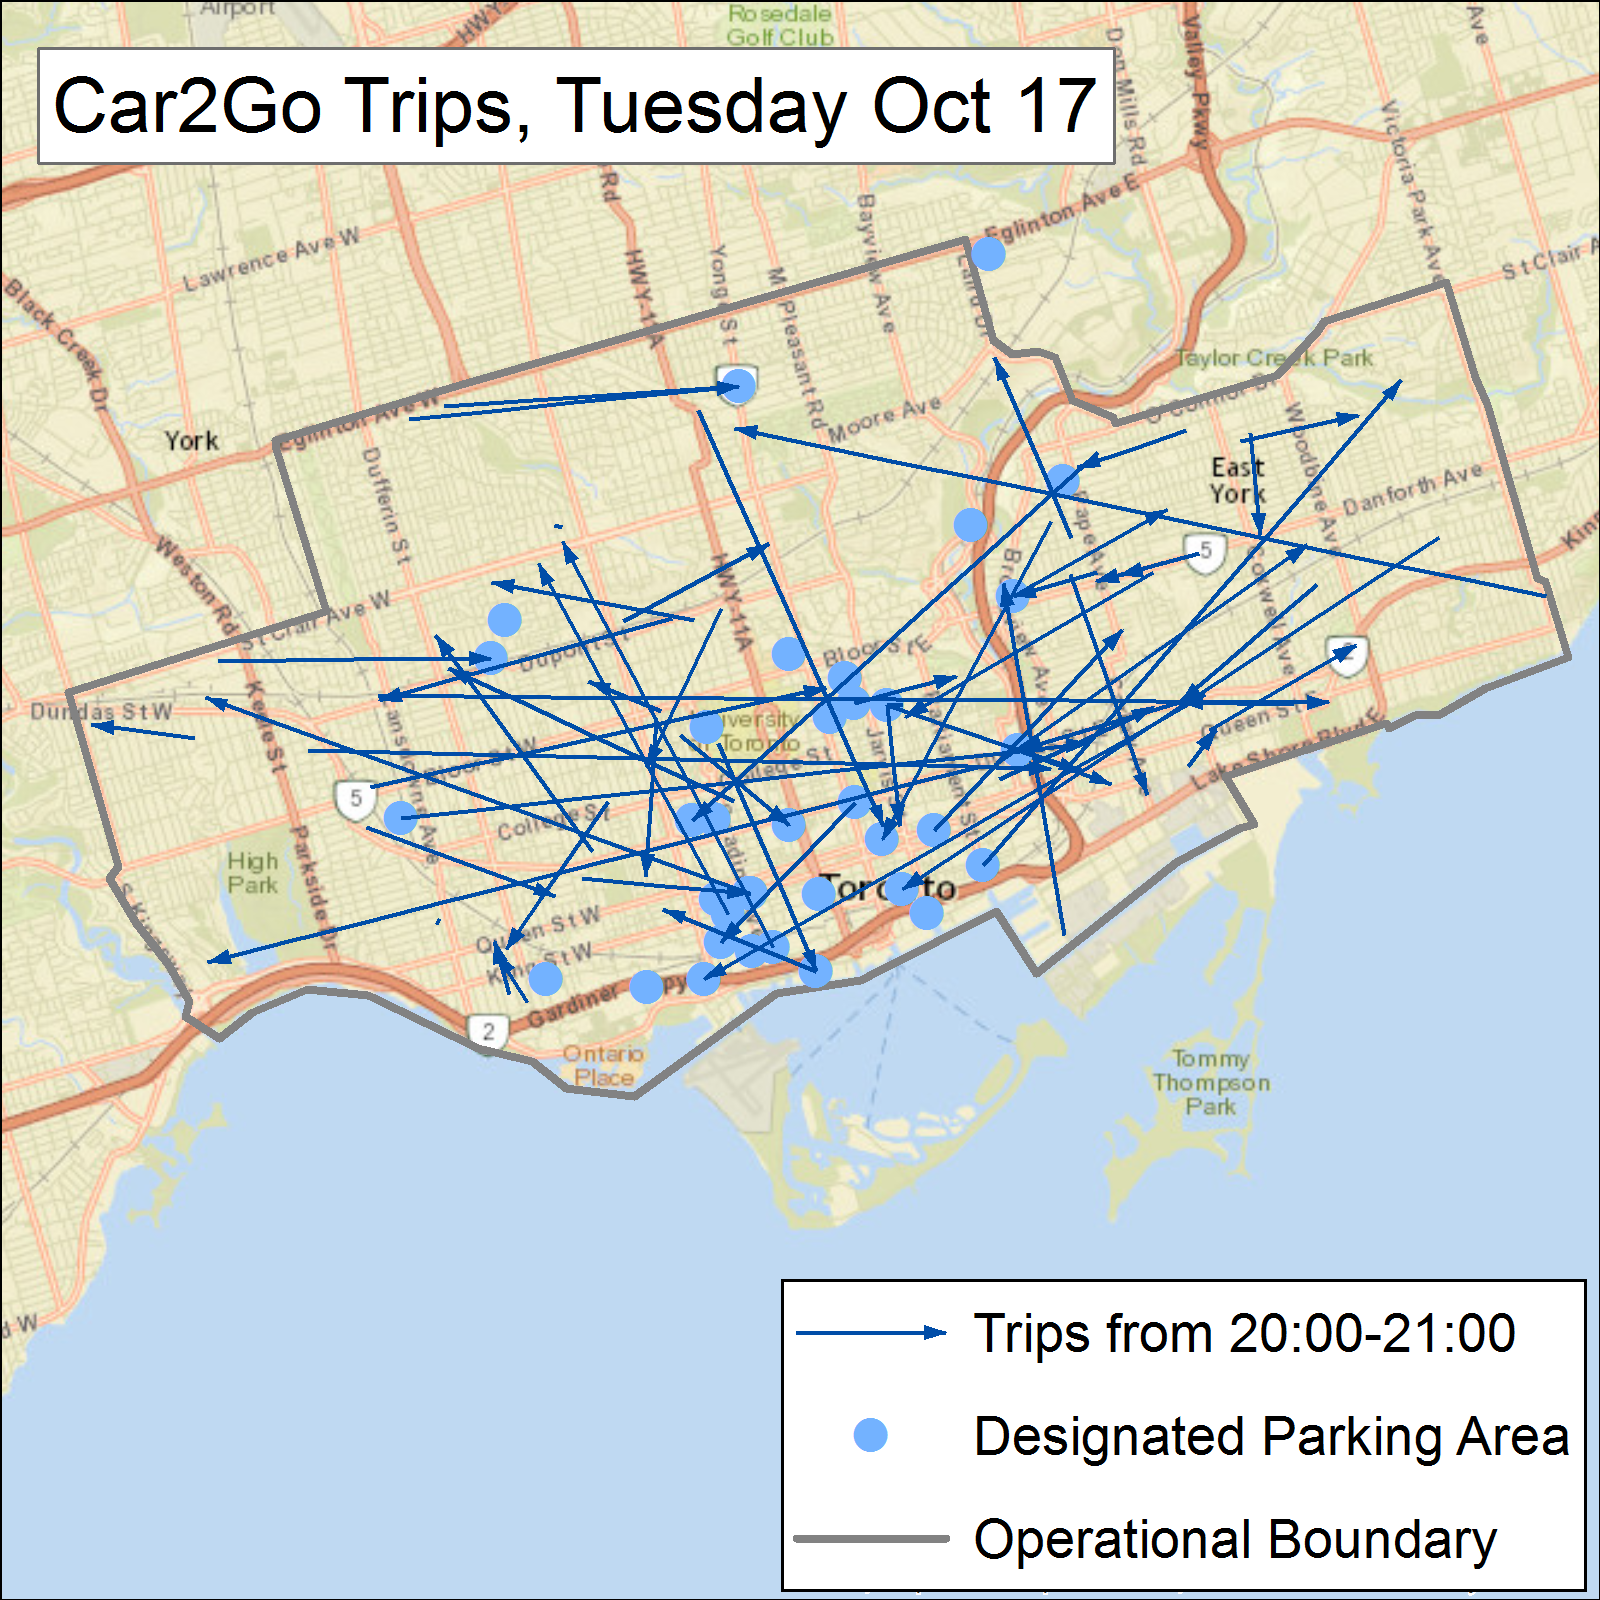 Airport
HWY
Rosedale
Golf Club
Valley Pkwy
Ave
Car2Go Trips, Tuesday Oct 17
Don Mills Rd
Victoria Park Ave
Rd
Eglinton Ave E
Bayview Ave
Lawrence Ave W
HWY-11A
Yonge St
Mt Pleasant Rd
Laird Dr
St Clair A
Black Creek Dr
Taylor Creek Park
O'Connor Dr
Eglinton Ave W
Moore Ave
York
Dufferin St
East
York
Woodbine Ave
Danforth Ave
Pape Ave
King
5
Weston Rd
HWY-11A
Broadview Ave
Coxwell Ave
St Clair Ave W
Dupont St
Bloor St E
2
Dundas St W
Keele St
Lansdowne Ave
University
of Toronto
Jarvis St
Parliament St
Queen St E
Bloor St W
College St
Lake Shore Blvd E
5
College St
Spadina Ave
High
Park
Parkside Dr
Toronto
S Kingsway
Queen St W
King St W
Gardiner Expy
2
Ontario
Place
Tommy
Thompson
Park
d W
Trips from 20:00-21:00
Designated Parking Area
Operational Boundary